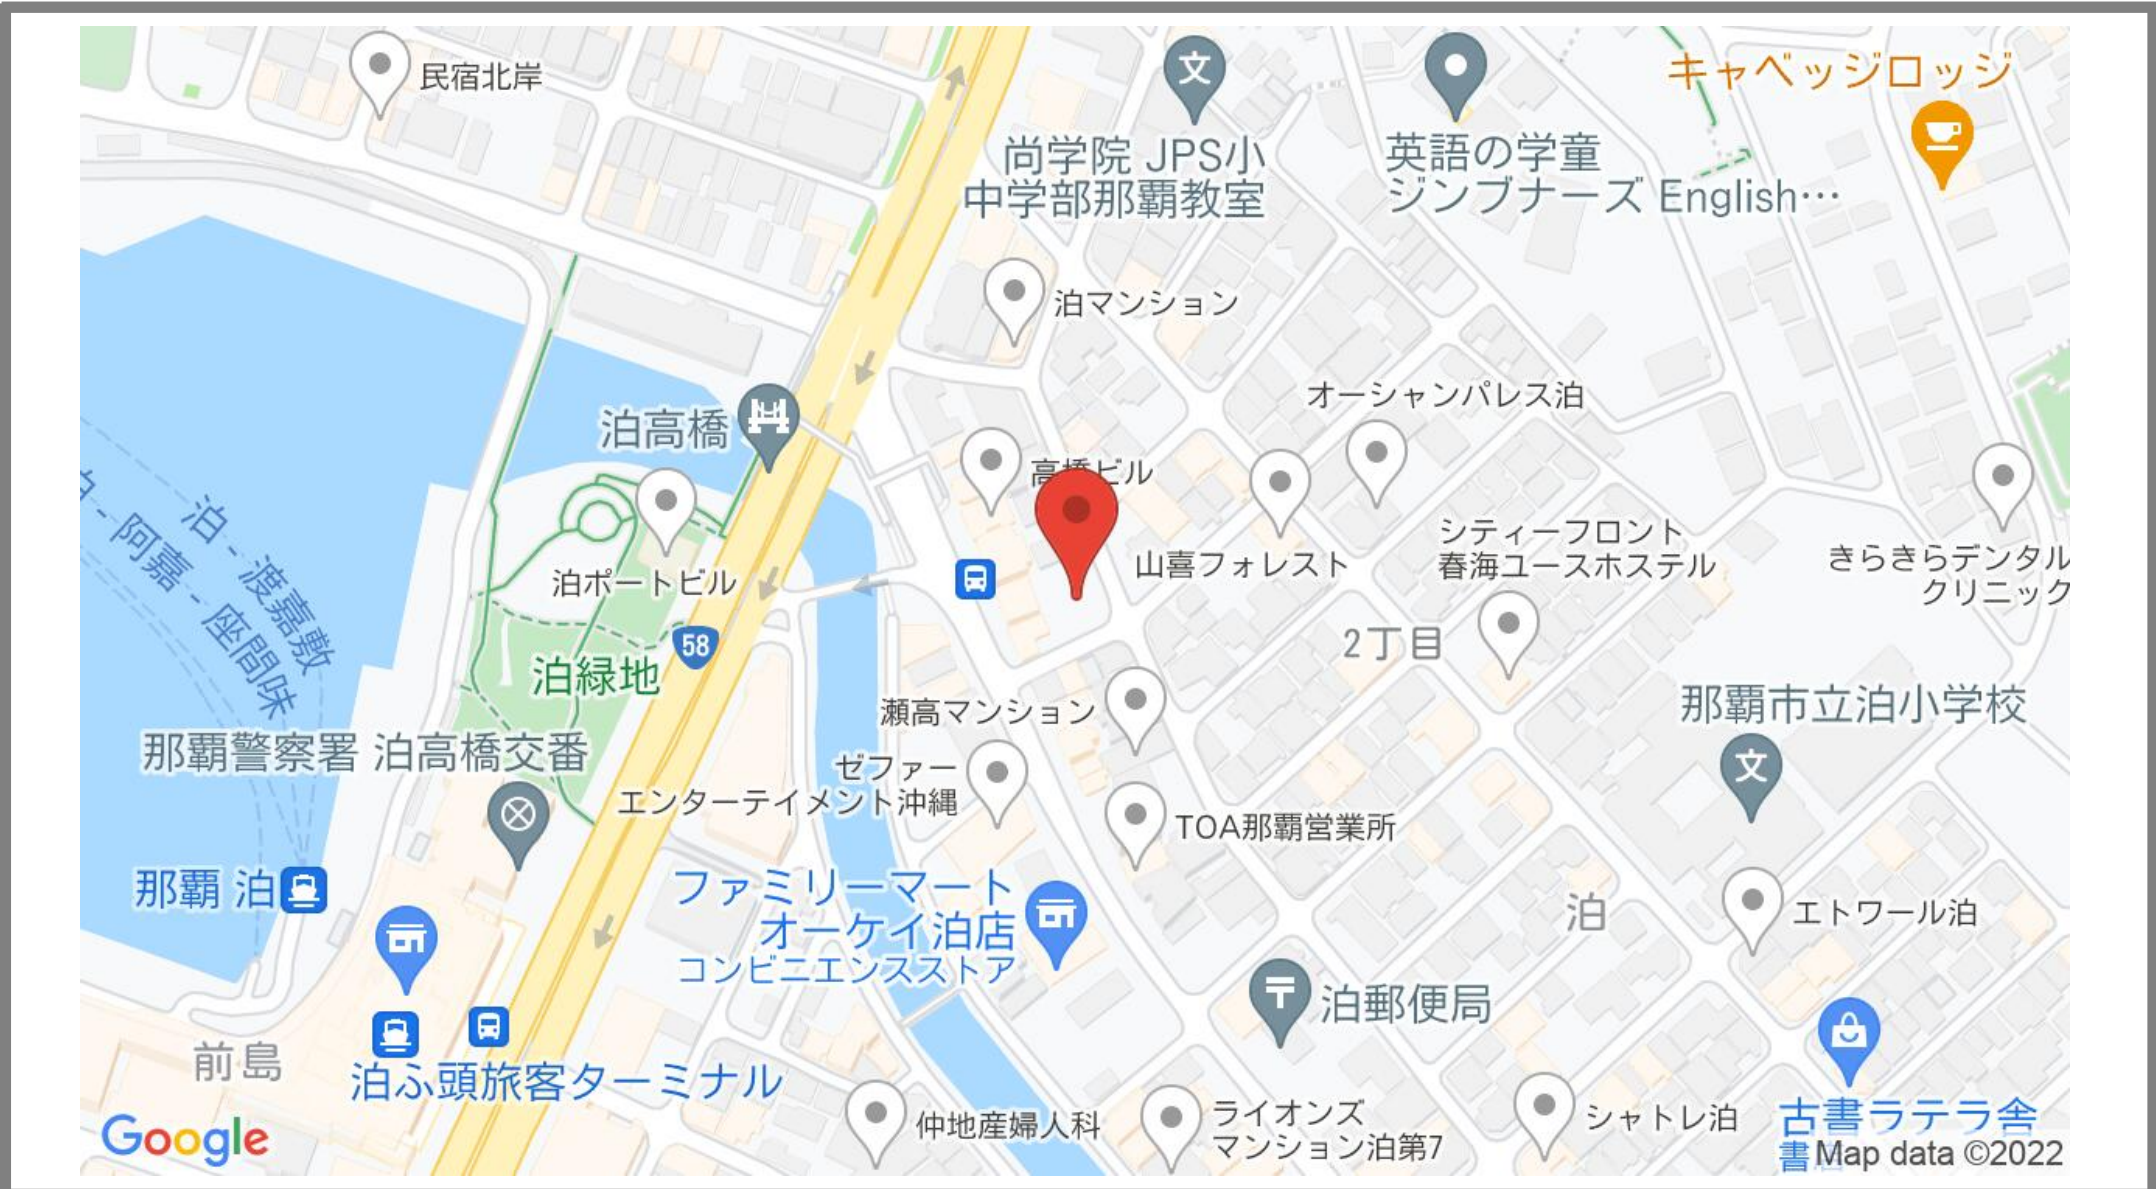 民宿北岸
キャベッジロッジ
尚学院 JPS小
中学部那覇教室
英語の学童
ジンブナーズ English…
泊マンション
オーシャンパレス泊
泊高橋
高橋ビル
シティーフロント
春海ユースホステル
山喜フォレスト
きらきらデンタル
クリニック
泊 - 渡嘉敷
泊 - 阿嘉 - 座間味
泊ポートビル
58
2丁目
泊緑地
瀬高マンション
那覇市立泊小学校
文
文
那覇警察署 泊高橋交番
ゼファー
エンターテイメント沖縄
TOA那覇営業所
那覇 泊
ファミリーマート
オーケイ泊店
コンビニエンスストア
泊
エトワール泊
泊郵便局
前島
泊ふ頭旅客ターミナル
仲地産婦人科
ライオンズ
マンション泊第7
シャトレ泊
古書ラテラ舎
Google
Map data ©2022